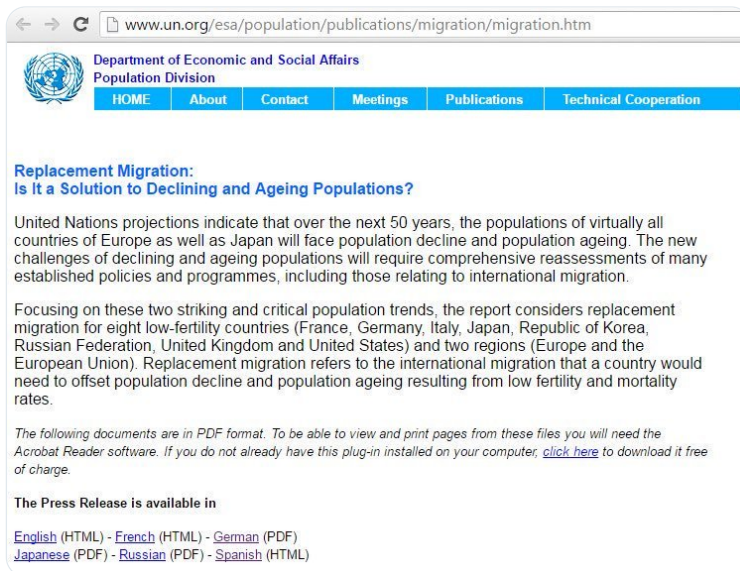 www.un.org/esa/population/publications/migration/migration.htm
Department of Economic and Social Affairs
Population Division
HOME About Contact Meetings Publications Technical Cooperation
Replacement Migration:
Is It a Solution to Declining and Ageing Populations?
United Nations projections indicate that over the next 50 years, the populations of virtually all
countries of Europe as well as Japan will face population decline and population ageing. The new
challenges of declining and ageing populations will require comprehensive reassessments of many
established policies and programmes, including those relating to international migration.
Focusing on these two striking and critical population trends, the report considers replacement
migration for eight low-fertility countries (France, Germany, Italy, Japan, Republic of Korea,
Russian Federation, United Kingdom and United States) and two regions (Europe and the
European Union). Replacement migration refers to the international migration that a country would
need to offset population decline and population ageing resulting from low fertility and mortality
rates.
The following documents are in PDF format. To be able to view and print pages from these files you will need the
Acrobat Reader software. If you do not already have this plug-in installed on your computer, click here to download it free
of charge.
The Press Release is available in
English (HTML) - French (HTML) - German (PDF)
Japanese (PDF) - Russian (PDF) - Spanish (HTML)